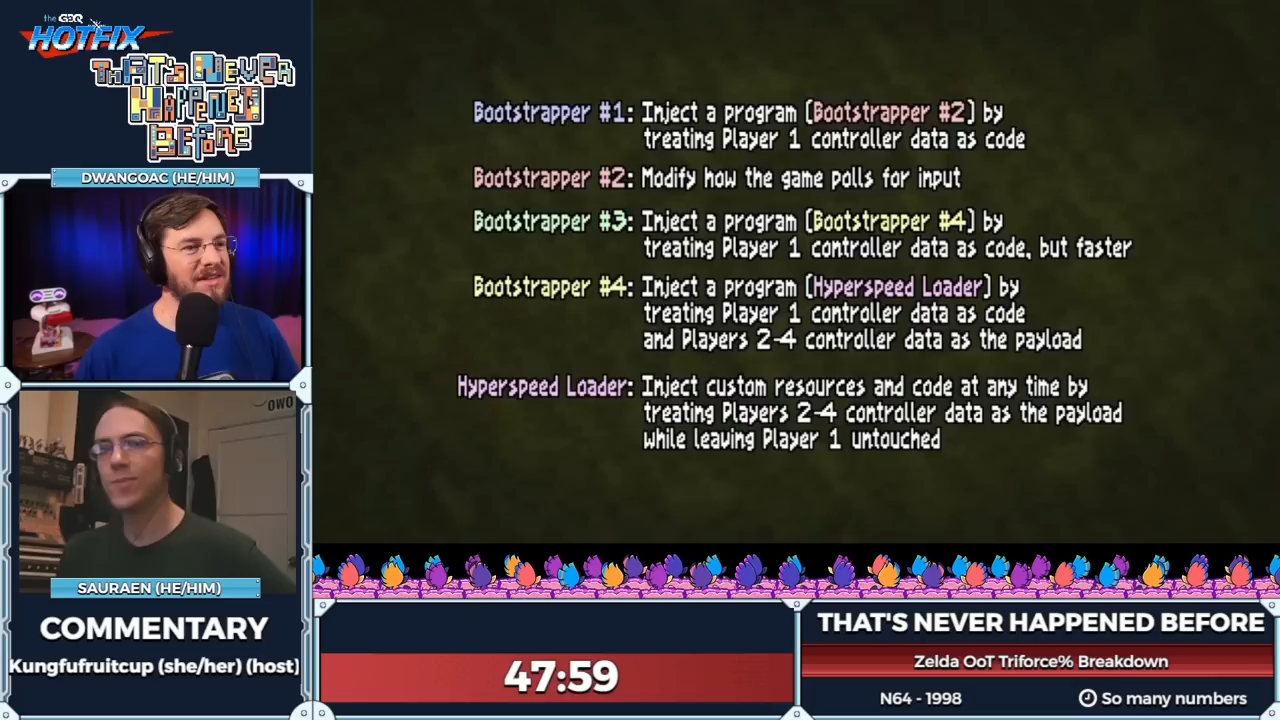 the GDQ
HOTFIX
THAT'S NEVER
HAPPENED
BEFORE
DWANGOAC (HE/HIM)
OWO
SAURAEN (HE/HIM)
COMMENTARY
Kungfufruitcup (she/her) (host)
Bootstrapper #1: Inject a program [Bootstrapper #2] by
treating Player 1 controller data as code
Bootstrapper #2: Modify how the game polls for input
Bootstrapper #3: Inject a program [Bootstrapper #4] by
treating Player 1 controller data as code, but faster
Bootstrapper #4: Inject a program [Hyperspeed Loader] by
treating Player 1 controller data as code
and Players 2-4 controller data as the payload
Hyperspeed Loader: Inject custom resources and code at any time by
treating Players 2-4 controller data as the payload
while leaving Player 1 untouched
47:59
THAT'S NEVER HAPPENED BEFORE
Zelda OoT Triforce% Breakdown
N64 - 1998
So many numbers